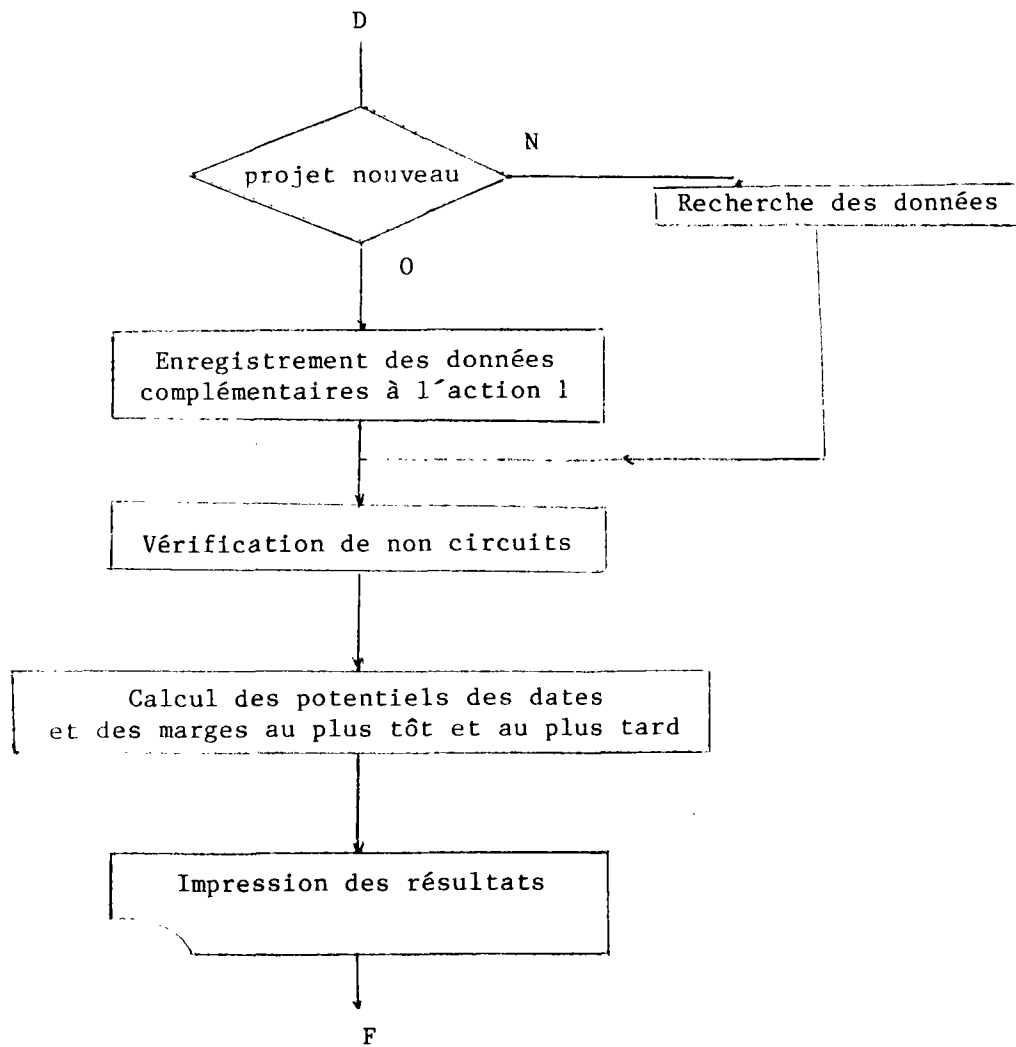 D
N
projet nouveau
Recherche des données
O
Enregistrement des données
complémentaires à l'action 1
Vérification de non circuits
Calcul des potentiels des dates
et des marges au plus tôt et au plus tard
Impression des résultats
F